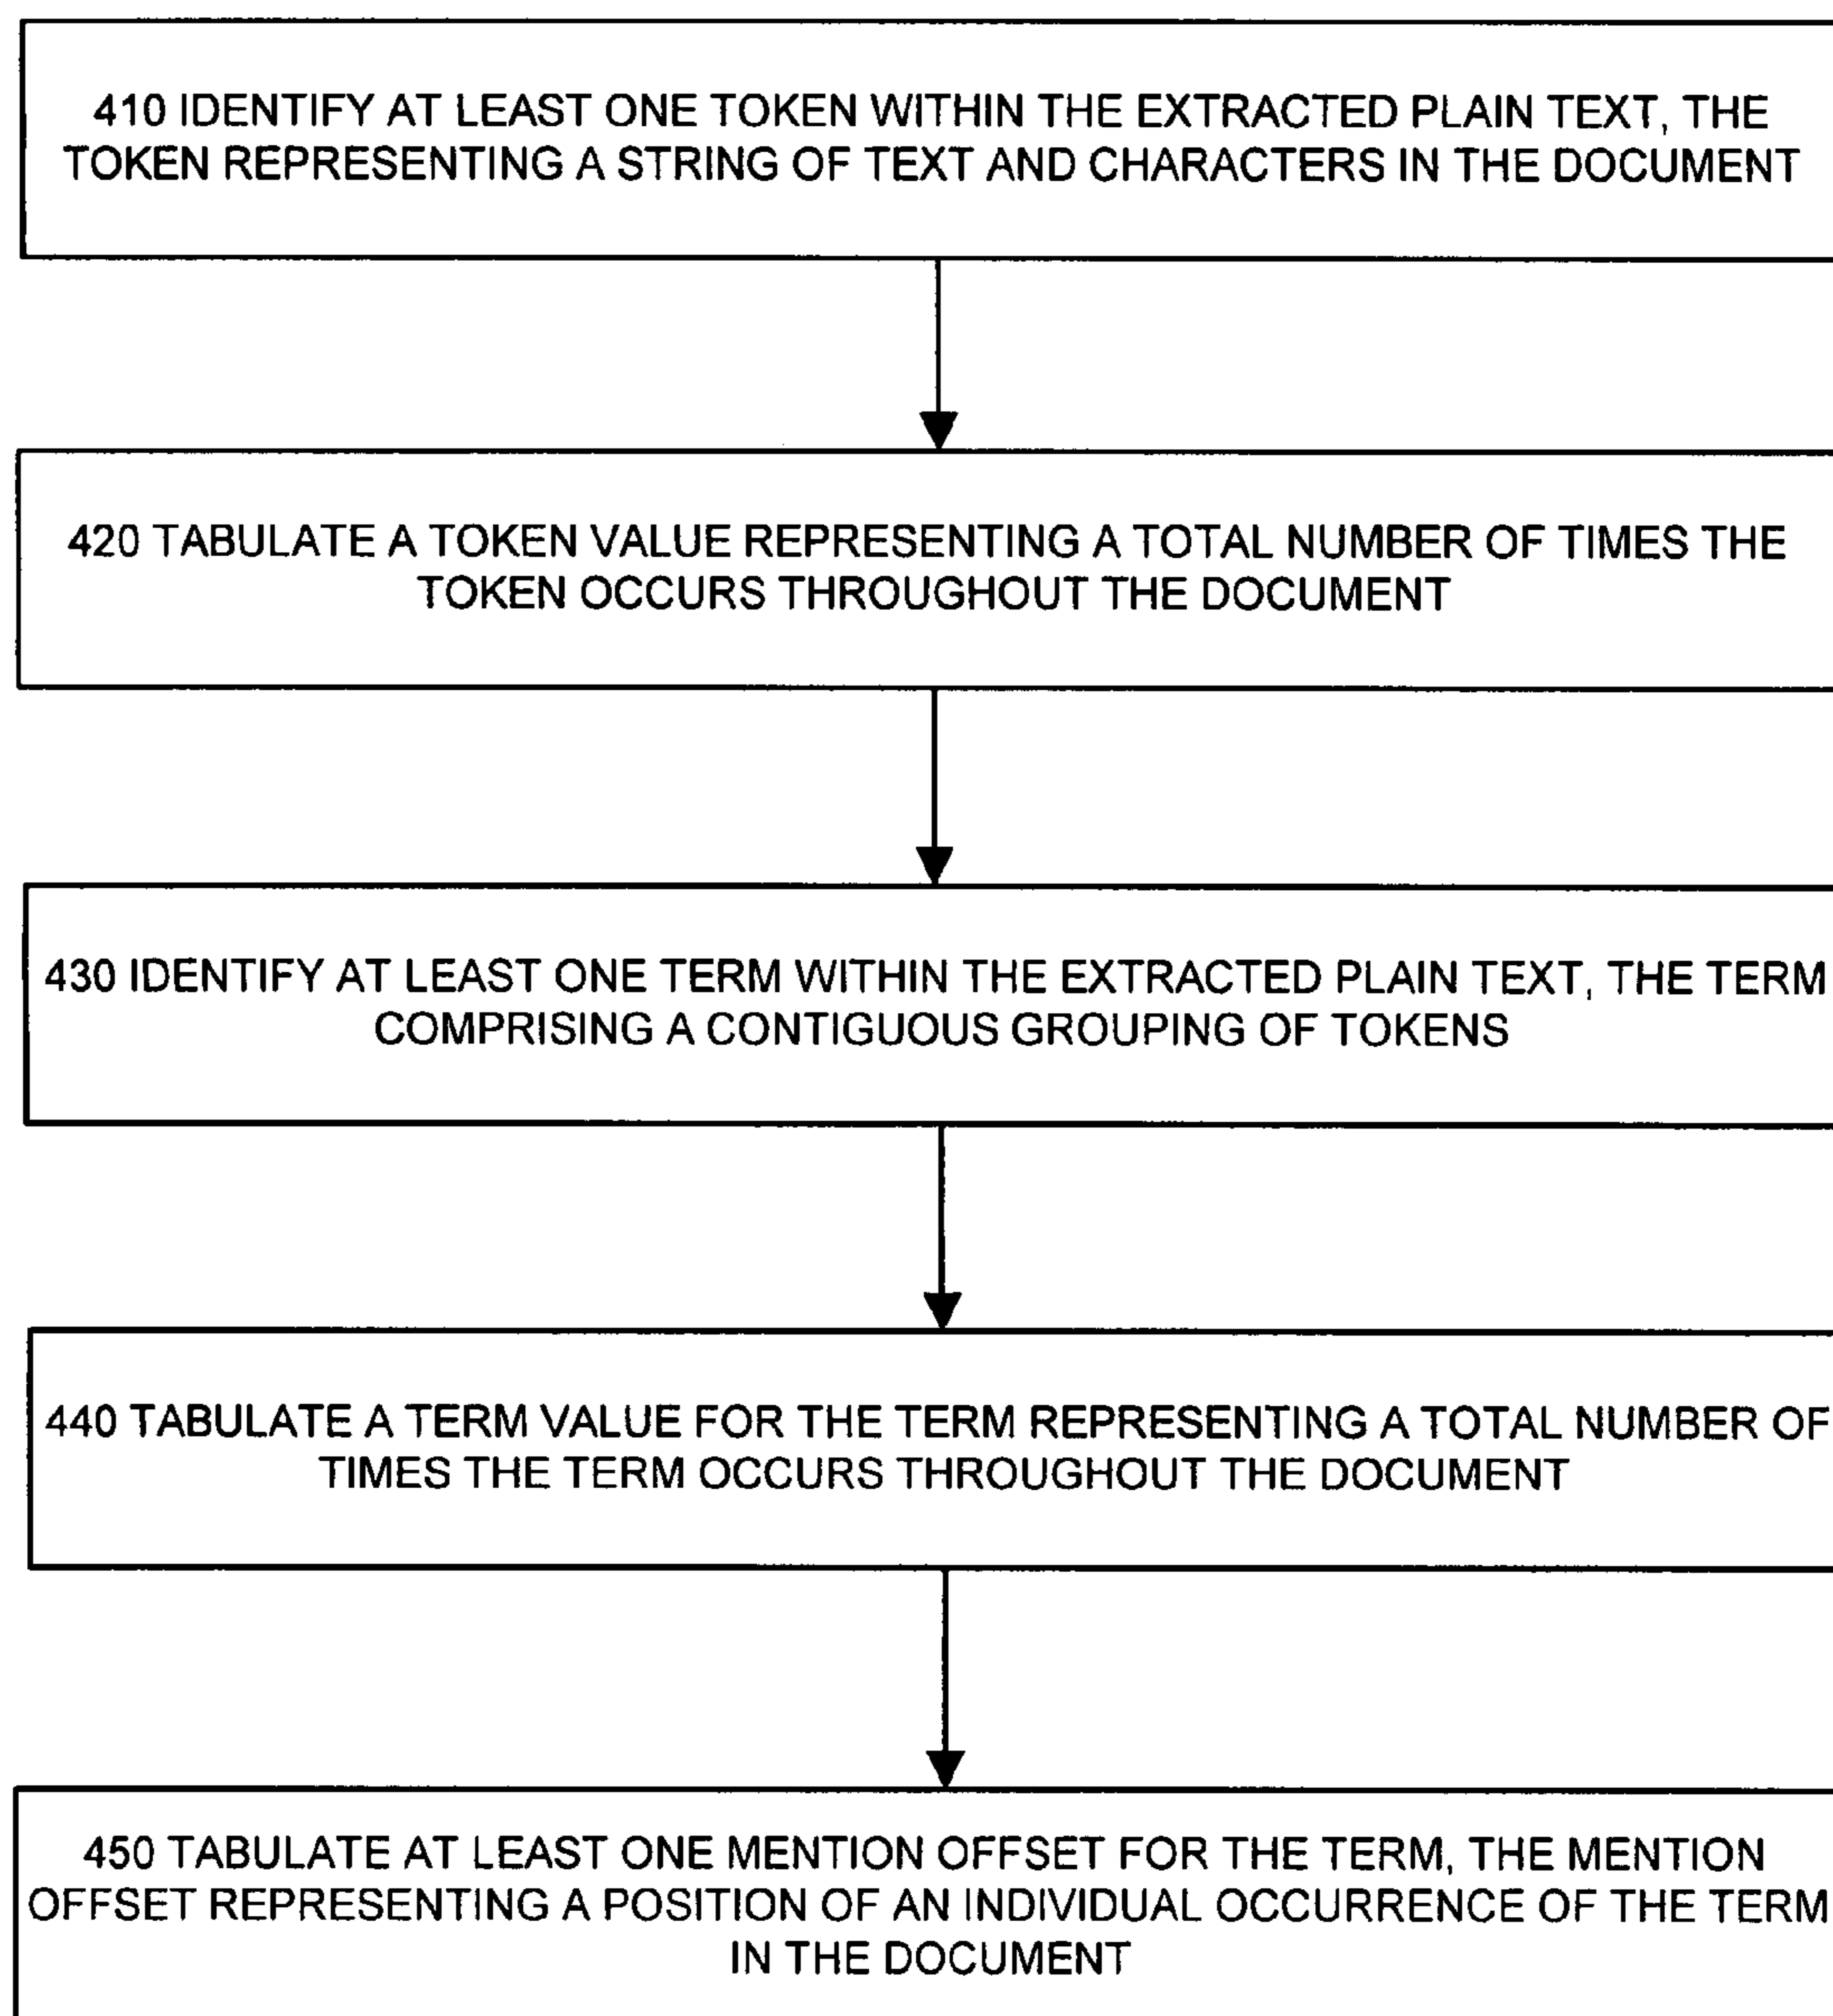 410 IDENTIFY AT LEAST ONE TOKEN WITHIN THE EXTRACTED PLAIN TEXT, THE
TOKEN REPRESENTING A STRING OF TEXT AND CHARACTERS IN THE DOCUMENT
420 TABULATE A TOKEN VALUE REPRESENTING A TOTAL NUMBER OF TIMES THE
TOKEN OCCURS THROUGHOUT THE DOCUMENT
430 IDENTIFY AT LEAST ONE TERM WITHIN THE EXTRACTED PLAIN TEXT, THE TERM
COMPRISING A CONTIGUOUS GROUPING OF TOKENS
440 TABULATE A TERM VALUE FOR THE TERM REPRESENTING A TOTAL NUMBER OF
TIMES THE TERM OCCURS THROUGHOUT THE DOCUMENT
450 TABULATE AT LEAST ONE MENTION OFFSET FOR THE TERM, THE MENTION
OFFSET REPRESENTING A POSITION OF AN INDIVIDUAL OCCURRENCE OF THE TERM
IN THE DOCUMENT